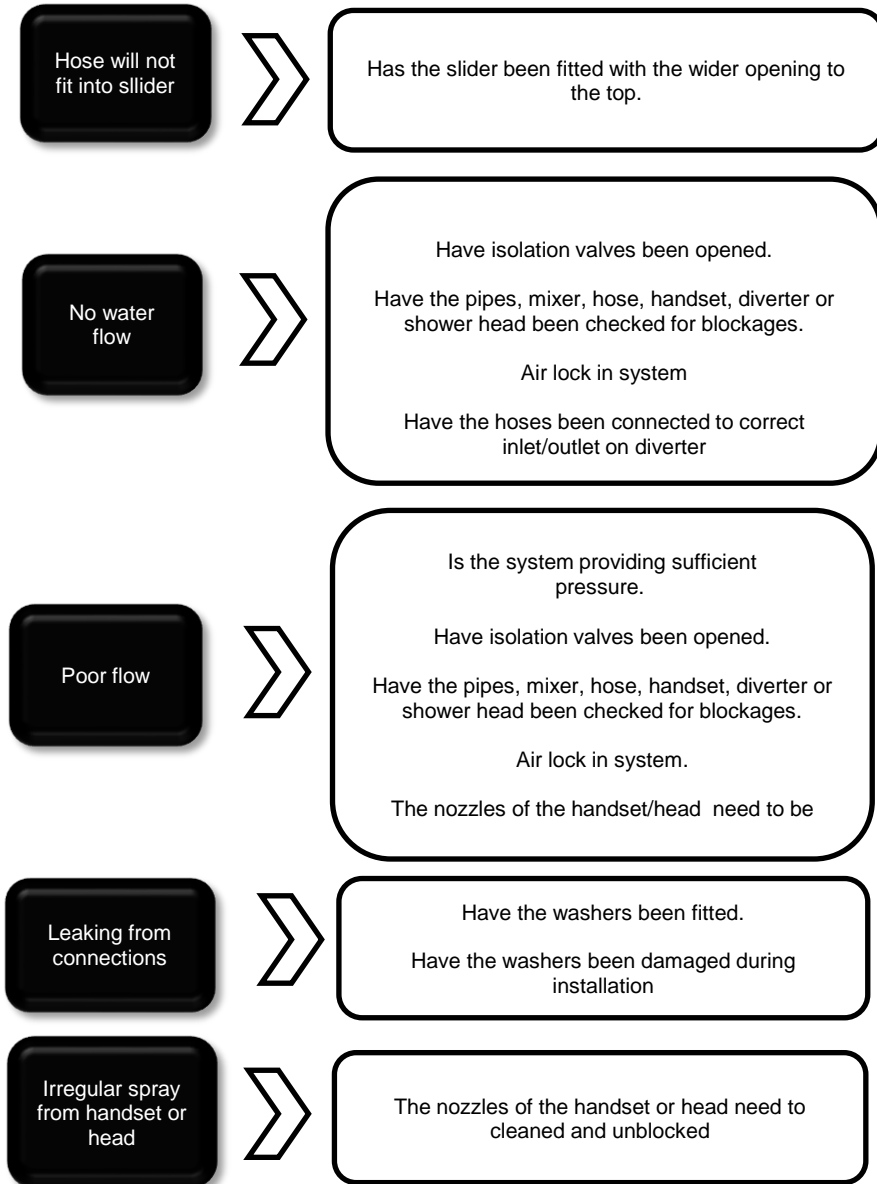 Hose will not
fit into sllider
Has the slider been fitted with the wider opening to
the top.
No water
flow
Have isolation valves been opened.
Have the pipes, mixer, hose, handset, diverter or
shower head been checked for blockages.
Air lock in system
Have the hoses been connected to correct
inlet/outlet on diverter
Poor flow
Is the system providing sufficient
pressure.
Have isolation valves been opened.
Have the pipes, mixer, hose, handset, diverter or
shower head been checked for blockages.
Air lock in system.
The nozzles of the handset/head  need to be
Leaking from
connections
Have the washers been fitted.
Have the washers been damaged during
installation
Irregular spray
from handset or
head
The nozzles of the handset or head need to
cleaned and unblocked